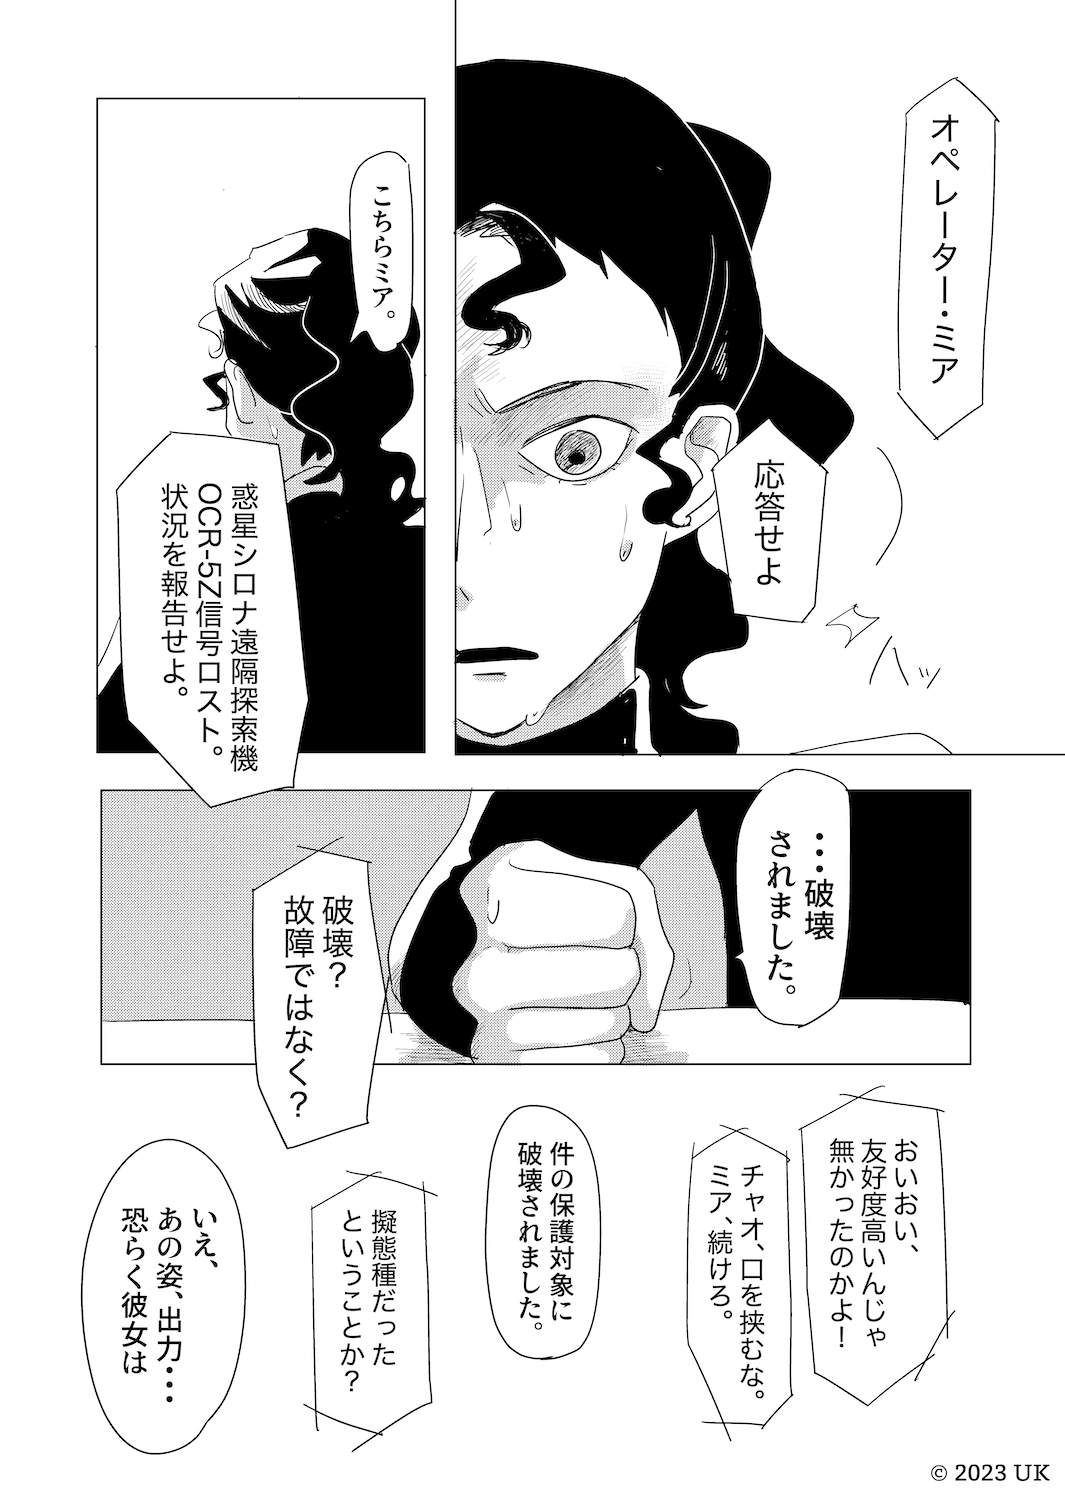 オペレーター・ミア
応答せよ
ハッ
こちらミア。
惑星シロナ遠隔探索機
OCR-5Z信号ロスト。
状況を報告せよ。
・・・破壊
されました。
破壊?
故障ではなく?
おいおい、
友好度高いんじゃ
無かったのかよ!
チャオ、口を挟むな。
ミア、続けろ。
件の保護対象に
破壊されました。
擬態種だった
ということか?
いえ、
あの姿、出力・・・
恐らく彼女は
© 2023 UK